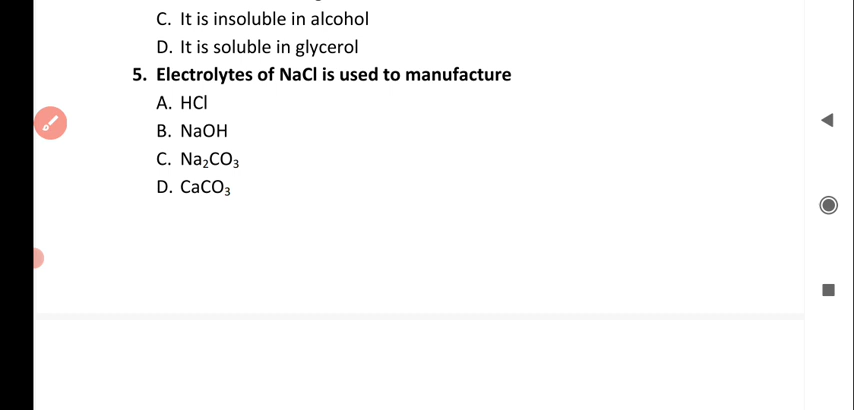 C. It is insoluble in alcohol
D. It is soluble in glycerol
5. Electrolytes of NaCl is used to manufacture
A. HCl
B. NaOH
C. Na₂CO₃
D. CaCO₃